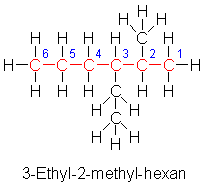 H
H H
H H H H C H
6 5 4 3 2 1
H C C C C C C H
H H H C H H
H H
C
H H
H
3-Ethyl-2-methyl-hexan